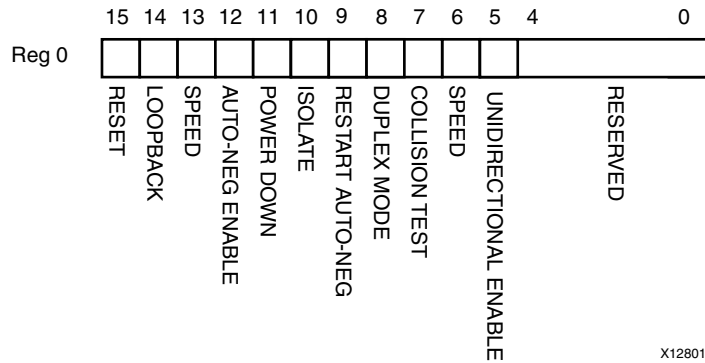 15 14 13 12 11 10 9 8 7 6 5 4 0
Reg 0
RESET
LOOPBACK
SPEED
AUTO-NEG ENABLE
POWER DOWN
ISOLATE
RESTART AUTO-NEG
DUPLEX MODE
COLLISION TEST
SPEED
UNIDIRECTIONAL ENABLE
RESERVED
X12801